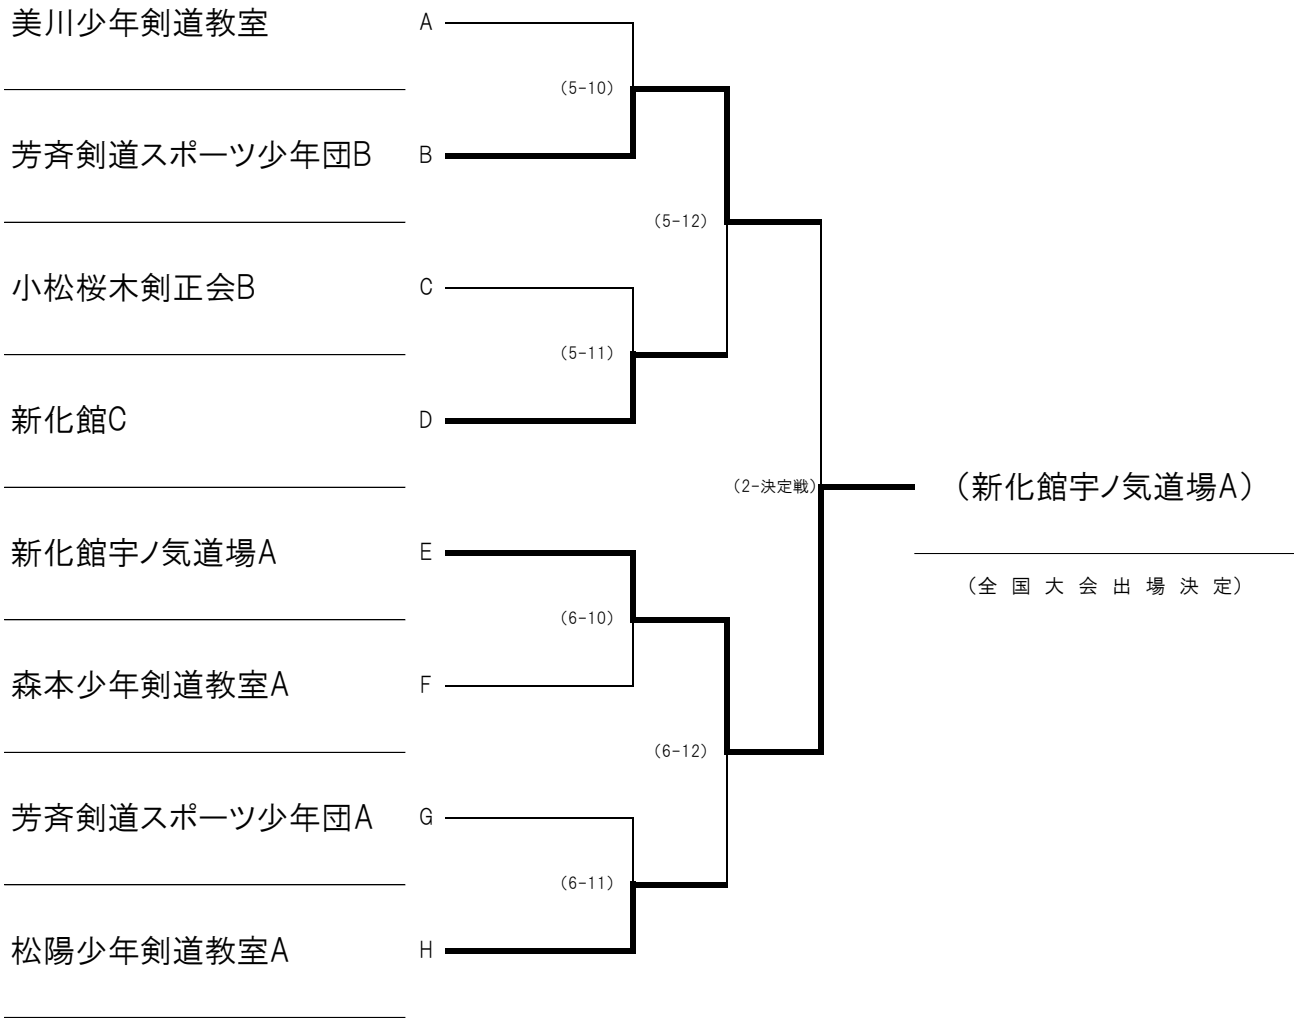 美川少年剣道教室 A
(5-10)
芳斉剣道スポーツ少年団B B
(5-12)
小松桜木剣正会B C
(5-11)
新化館C D
(2-決定戦) (新化館宇ノ気道場A)
新化館宇ノ気道場A E
(全国大会出場決定)
(6-10)
森本少年剣道教室A F
(6-12)
芳斉剣道スポーツ少年団A G
(6-11)
松陽少年剣道教室A H